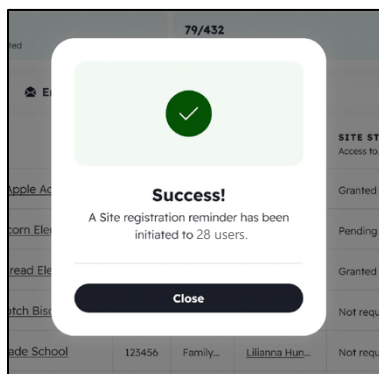 79/432
Success!
A Site registration reminder has been
initiated to 28 users.
Close
SITE ST
Access to
Apple Ac
Granted
corn Ele
Pending
read Ele
Granted
otch Bisc
Not requ
ade School 123456 Family... Lilianna Hun... Not requ